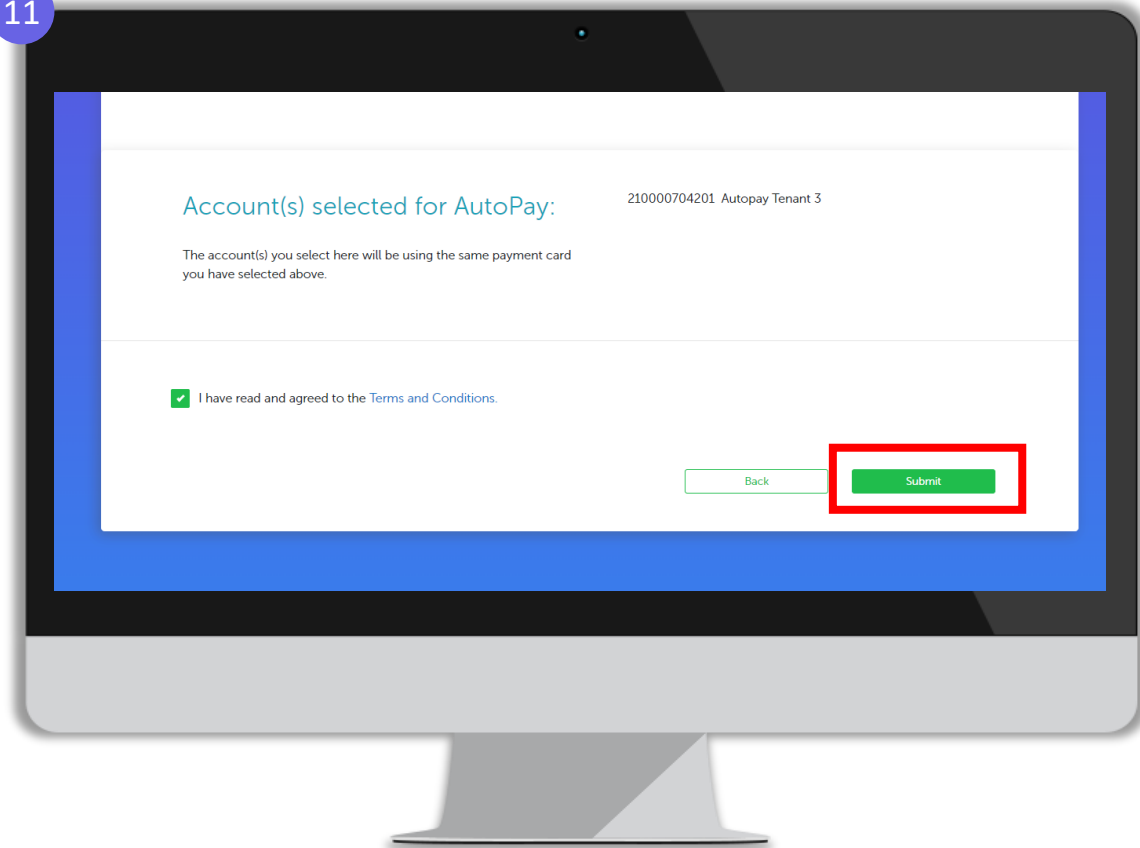 11
Account(s) selected for AutoPay:
210000704201 Autopay Tenant 3
The account(s) you select here will be using the same payment card
you have selected above.
I have read and agreed to the Terms and Conditions.
Back
Submit